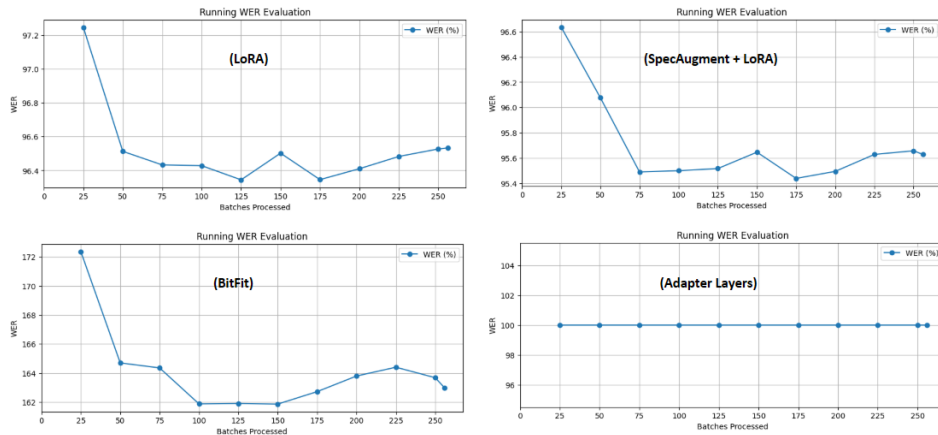 Running WER Evaluation
WER (%)
(LoRA)
WER
97.2
97.0
96.8
96.6
96.4
0 25 50 75 100 125 150 175 200 225 250
Batches Processed
Running WER Evaluation
WER (%)
(SpecAugment + LoRA)
WER
96.6
96.4
96.2
96.0
95.8
95.6
95.4
0 25 50 75 100 125 150 175 200 225 250
Batches Processed
Running WER Evaluation
WER (%)
(BitFit)
WER
172
170
168
166
164
162
0 25 50 75 100 125 150 175 200 225 250
Batches Processed
Running WER Evaluation
WER (%)
(Adapter Layers)
WER
104
102
100
98
96
0 25 50 75 100 125 150 175 200 225 250
Batches Processed